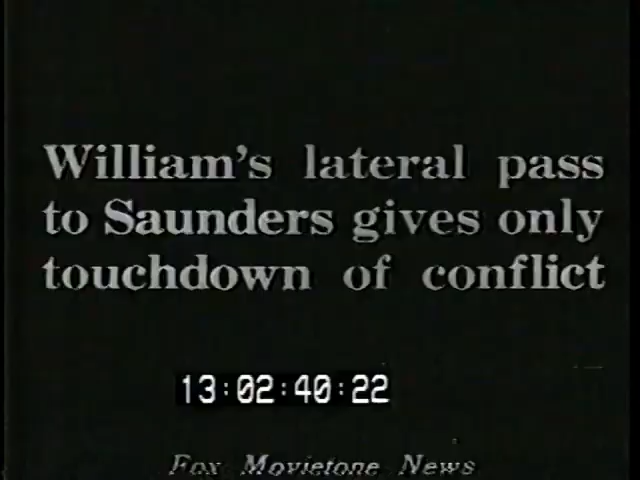 William's lateral pass
to Saunders gives only
touchdown of conflict
13:02:40:22
Fox Movietone News